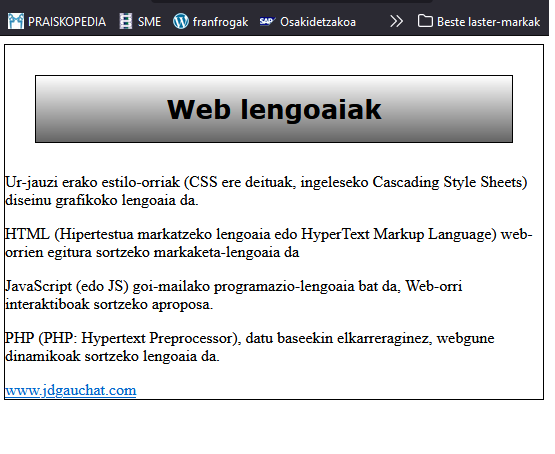 PRAISKOPEDIA SME franfrogak SAP Osakidetzakoa Beste laster-markak
Web lengoaiak
Ur-jauzi erako estilo-orriak (CSS ere deituak, ingeleseko Cascading Style Sheets)
diseinu grafikoko lengoaia da.
HTML (Hipertestua markatzeko lengoaia edo HyperText Markup Language) web-
orrien egitura sortzeko markaketa-lengoaia da
JavaScript (edo JS) goi-mailako programazio-lengoaia bat da, Web-orri
interaktiboak sortzeko aproposa.
PHP (PHP: Hypertext Preprocessor), datu baseekin elkarreraginez, webgune
dinamikoak sortzeko lengoaia da.
www.jdgauchat.com